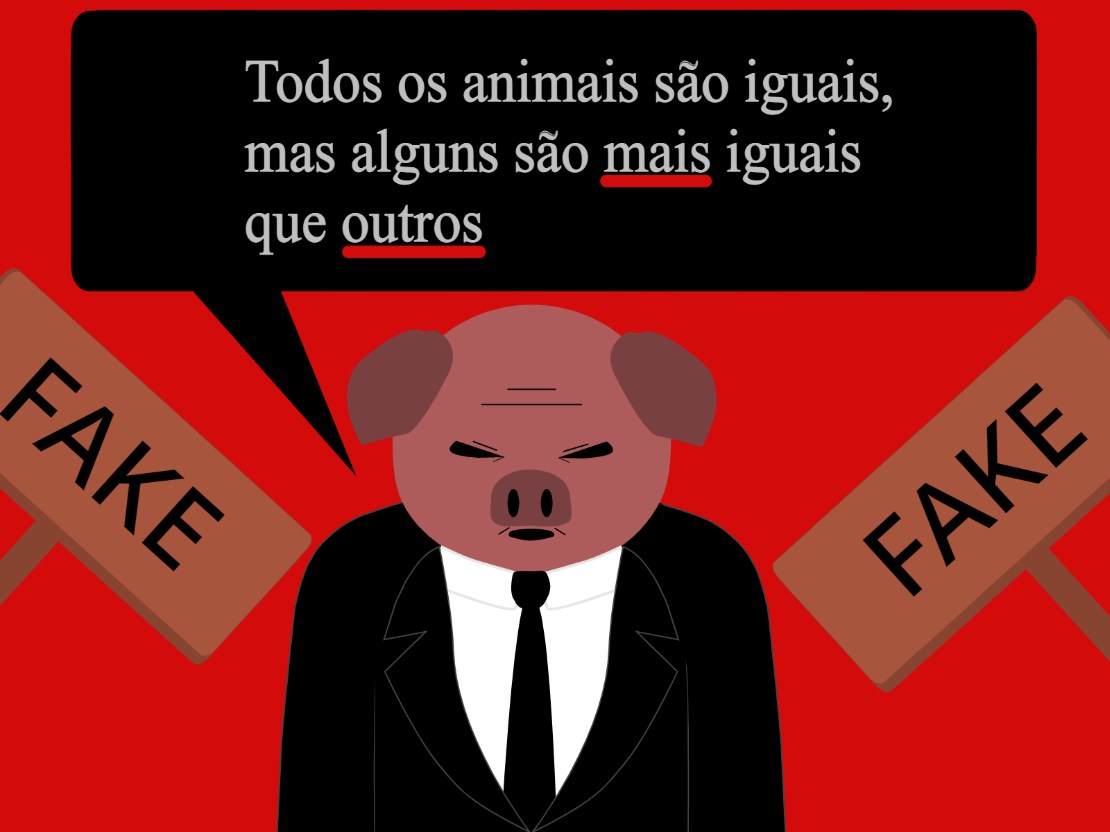 Todos os animais são iguais,
mas alguns são mais iguais
que outros
FAKE
FAKE